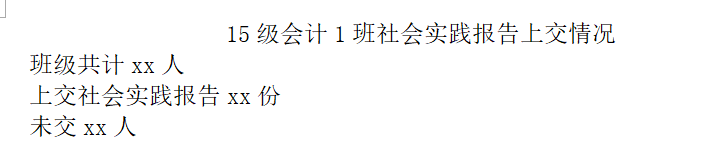 15 级会计 1 班社会实践报告上交情况
班级共计 xx 人
上交社会实践报告 xx 份
未交 xx 人